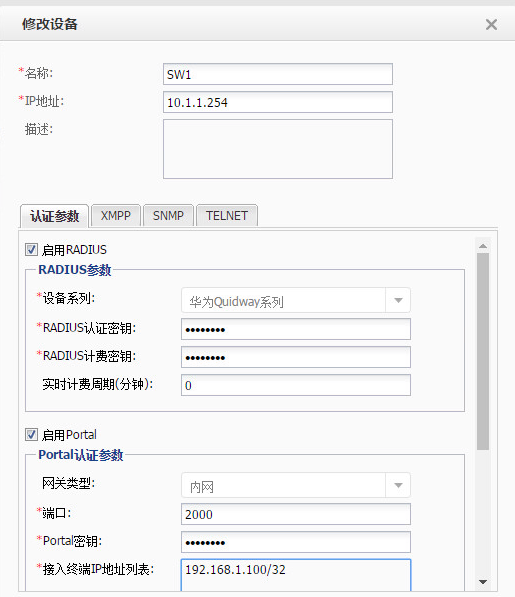 修改设备
*名称: SW1
*IP地址: 10.1.1.254
描述:
认证参数 XMPP SNMP TELNET
启用RADIUS
RADIUS参数
*设备系列: 华为Quidway系列
*RADIUS认证密钥: ••••••••
*RADIUS计费密钥: ••••••••
实时计费周期(分钟): 0
启用Portal
Portal认证参数
网关类型: 内网
*端口: 2000
*Portal密钥: ••••••••
*接入终端IP地址列表: 192.168.1.100/32